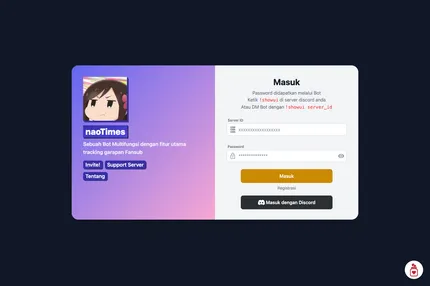 naoTimes
Sebuah Bot Multifungsi dengan fitur utama
tracking garapan Fansub
Invite! Support Server
Tentang
Masuk
Password didapatkan melalui Bot
Ketik !showui di server discord anda
Atau DM Bot dengan !showui server_id
Server ID
xxxxxxxxxxxxxxxxxx
Password
Masuk
Registrasi
Masuk dengan Discord